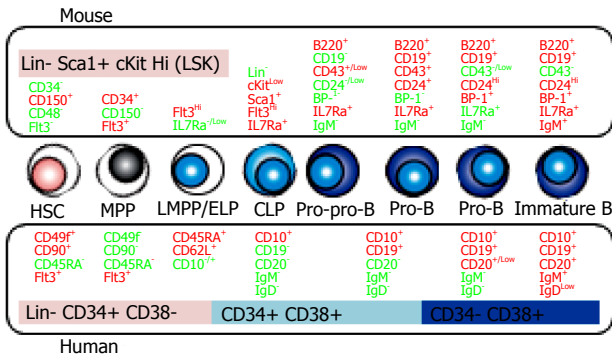 Mouse
Lin- Sca1+ cKit Hi (LSK)
CD34-
CD150+
CD48-
Flt3-
CD34+
CD150-
Flt3+
Flt3Hi
IL7Ra-/Low
Lin-
cKitLow
Sca1+
Flt3Hi
IL7Ra+
B220+
CD19-
CD43+/Low
CD24-/Low
BP-1-
IL7Ra+
IgM-
B220+
CD19+
CD43+
CD24+
BP-1-
IL7Ra+
IgM-
B220+
CD19+
CD43-/Low
CD24Hi
BP-1+
IL7Ra+
IgM-
B220+
CD19+
CD43-
CD24Hi
BP-1+
IL7Ra+
IgM+
HSC MPP LMPP/ELP CLP Pro-pro-B Pro-B Pro-B Immature B
CD49f+
CD90+
CD45RA-
Flt3+
CD49f-
CD90-
CD45RA-
Flt3+
CD45RA+
CD62L+
CD10-/+
CD10+
CD19-
CD20-
IgM-
IgD-
CD10+
CD19+
CD20-
IgM-
IgD-
CD10+
CD19+
CD20+/Low
IgM-
IgD-
CD10+
CD19+
CD20+
IgM+
IgDLow
Lin- CD34+ CD38- CD34+ CD38+ CD34- CD38+
Human